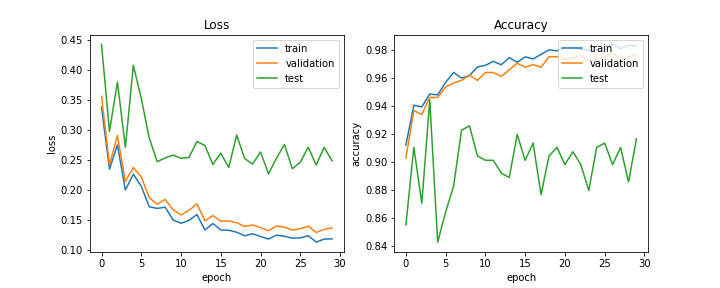 Loss
0.45
0.40
0.35
0.30
0.25
0.20
0.15
0.10
loss
0
5
10
15
20
25
30
epoch
train
validation
test
Accuracy
0.98
0.96
0.94
0.92
0.90
0.88
0.86
0.84
accuracy
0
5
10
15
20
25
30
epoch
train
validation
test